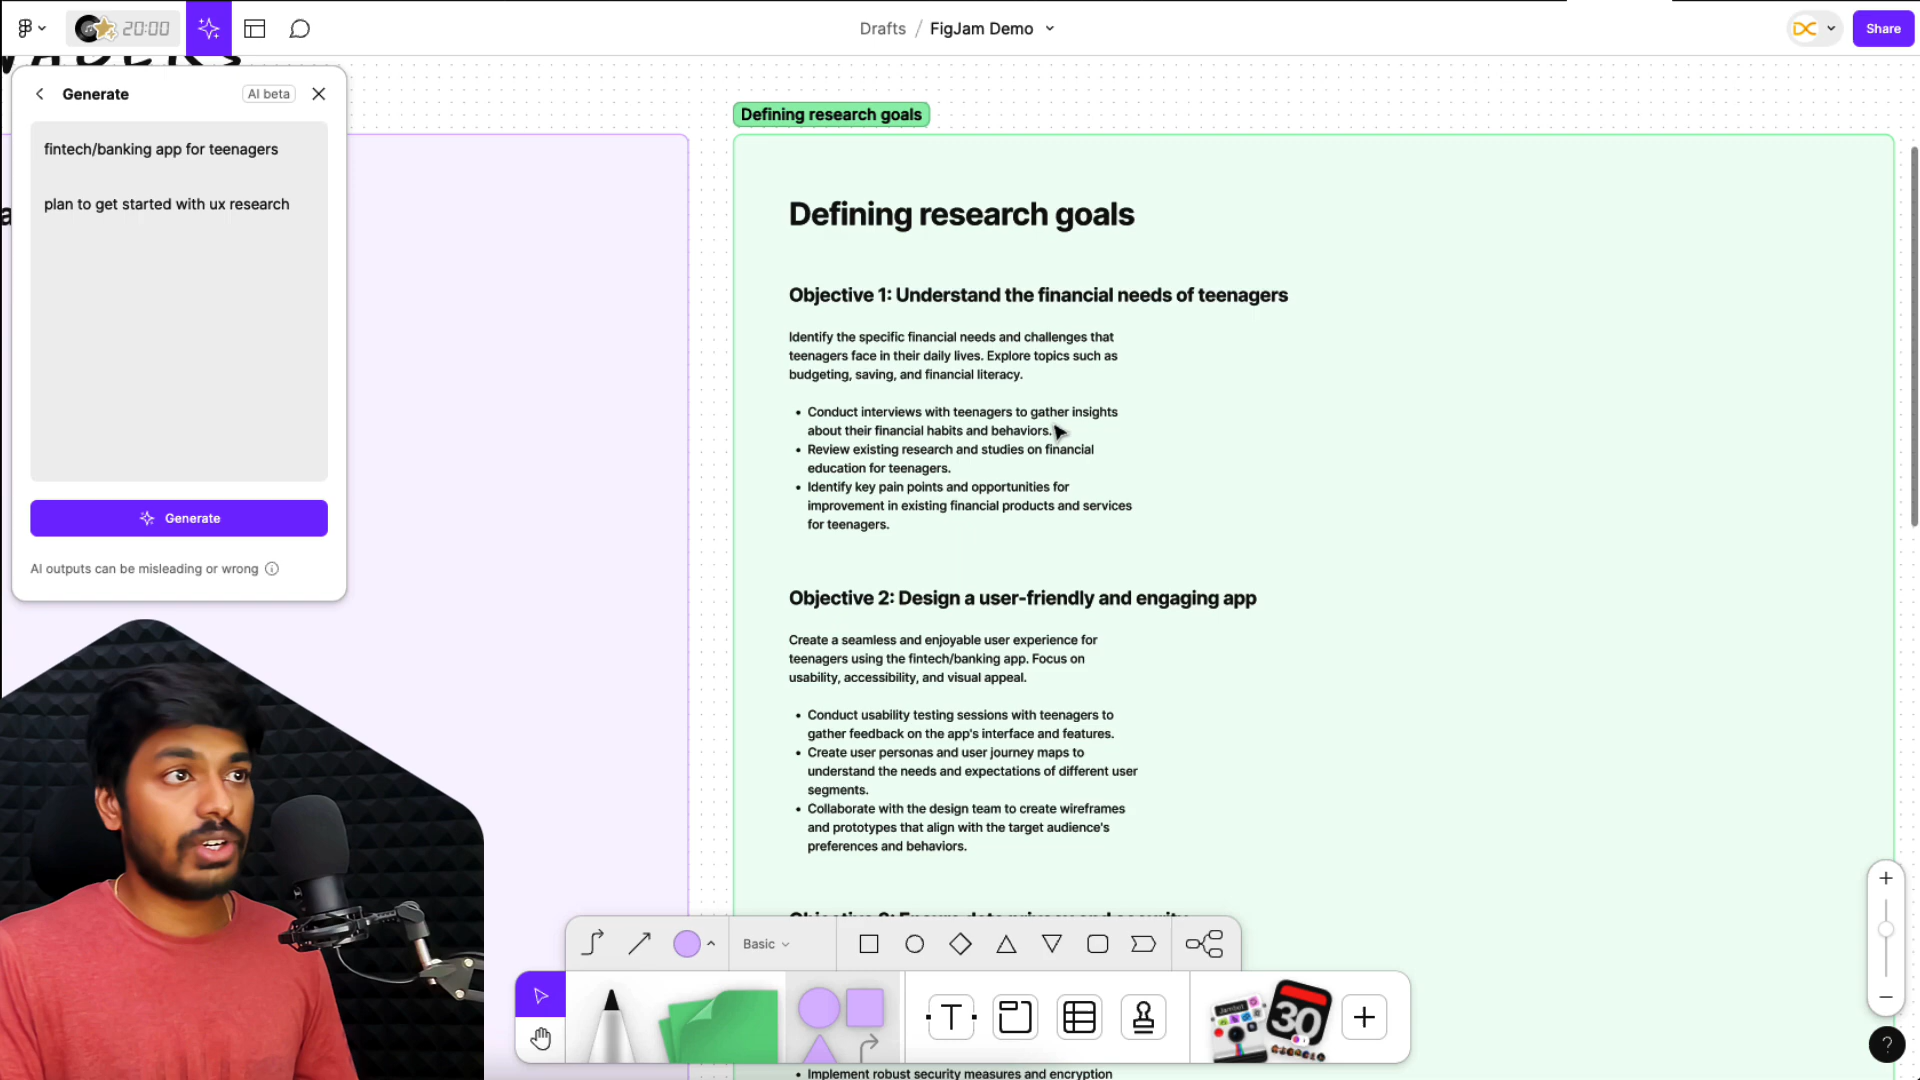 20:00
Drafts / FigJam Demo
Share
Generate
AI beta
fintech/banking app for teenagers
plan to get started with ux research
Generate
AI outputs can be misleading or wrong
Defining research goals
Defining research goals
Objective 1: Understand the financial needs of teenagers
Identify the specific financial needs and challenges that
teenagers face in their daily lives. Explore topics such as
budgeting, saving, and financial literacy.
• Conduct interviews with teenagers to gather insights
about their financial habits and behaviors.
• Review existing research and studies on financial
education for teenagers.
• Identify key pain points and opportunities for
improvement in existing financial products and services
for teenagers.
Objective 2: Design a user-friendly and engaging app
Create a seamless and enjoyable user experience for
teenagers using the fintech/banking app. Focus on
usability, accessibility, and visual appeal.
• Conduct usability testing sessions with teenagers to
gather feedback on the app's interface and features.
• Create user personas and user journey maps to
understand the needs and expectations of different user
segments.
• Collaborate with the design team to create wireframes
and prototypes that align with the target audience's
preferences and behaviors.
Objective 3: Ensure data privacy and security
Basic
T
30
?
• Implement robust security measures and encryption